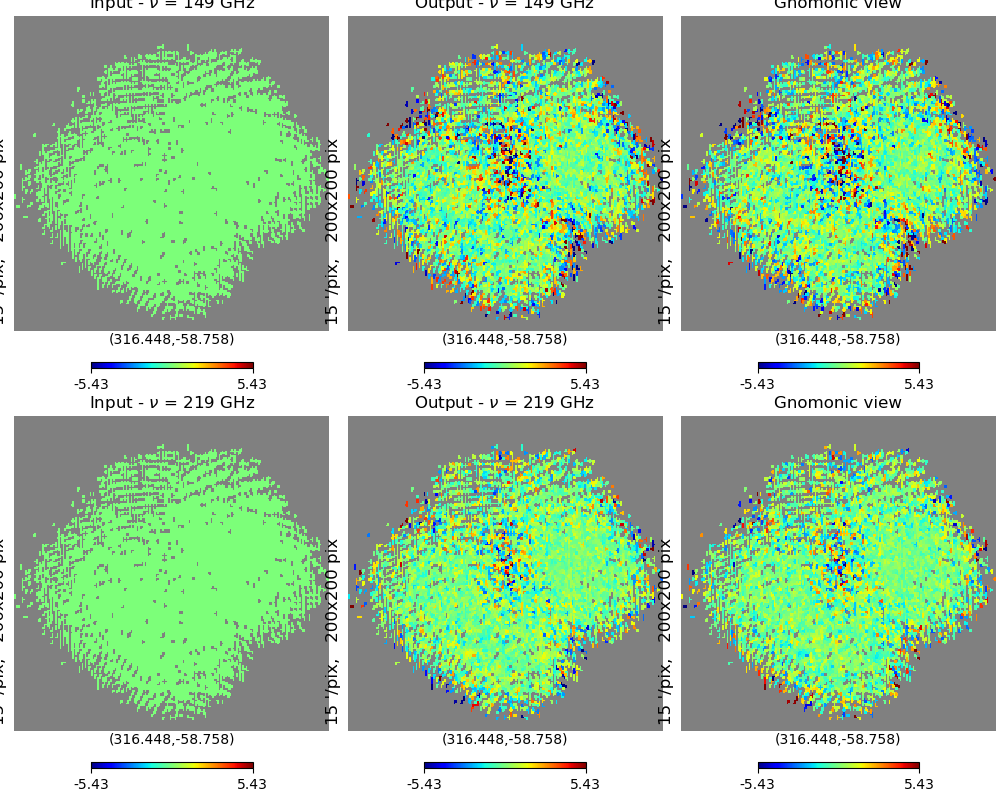 Input - ν = 149 GHz
Output - ν = 149 GHz
Gnomonic view
15 '/pix, 200x200 pix
15 '/pix, 200x200 pix
15 '/pix, 200x200 pix
(316.448,-58.758)
(316.448,-58.758)
(316.448,-58.758)
-5.43 5.43
-5.43 5.43
-5.43 5.43
Input - ν = 219 GHz
Output - ν = 219 GHz
Gnomonic view
15 '/pix, 200x200 pix
15 '/pix, 200x200 pix
15 '/pix, 200x200 pix
(316.448,-58.758)
(316.448,-58.758)
(316.448,-58.758)
-5.43 5.43
-5.43 5.43
-5.43 5.43